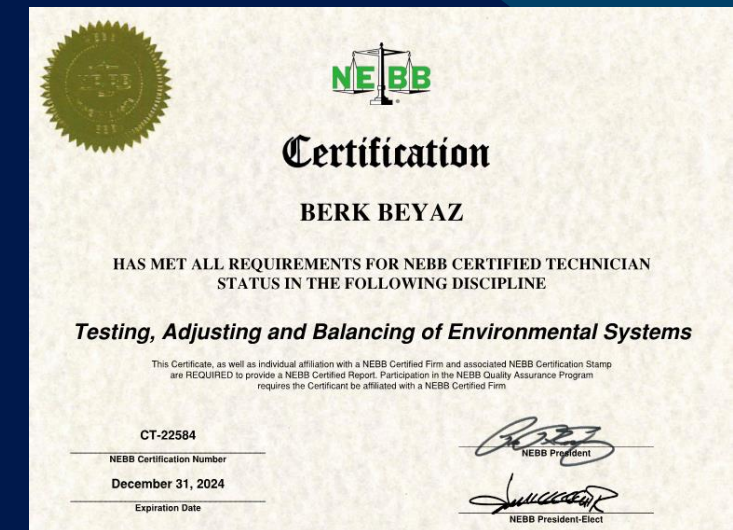 NEBB
NEBB
Certification
BERK BEYAZ
HAS MET ALL REQUIREMENTS FOR NEBB CERTIFIED TECHNICIAN
STATUS IN THE FOLLOWING DISCIPLINE
Testing, Adjusting and Balancing of Environmental Systems
This Certificate, as well as individual affiliation with a NEBB Certified Firm and associated NEBB Certification Stamp
are REQUIRED to provide a NEBB Certified Report. Participation in the NEBB Quality Assurance Program
requires the Certificant be affiliated with a NEBB Certified Firm
CT-22584
NEBB Certification Number
December 31, 2024
Expiration Date
NEBB President
NEBB President-Elect